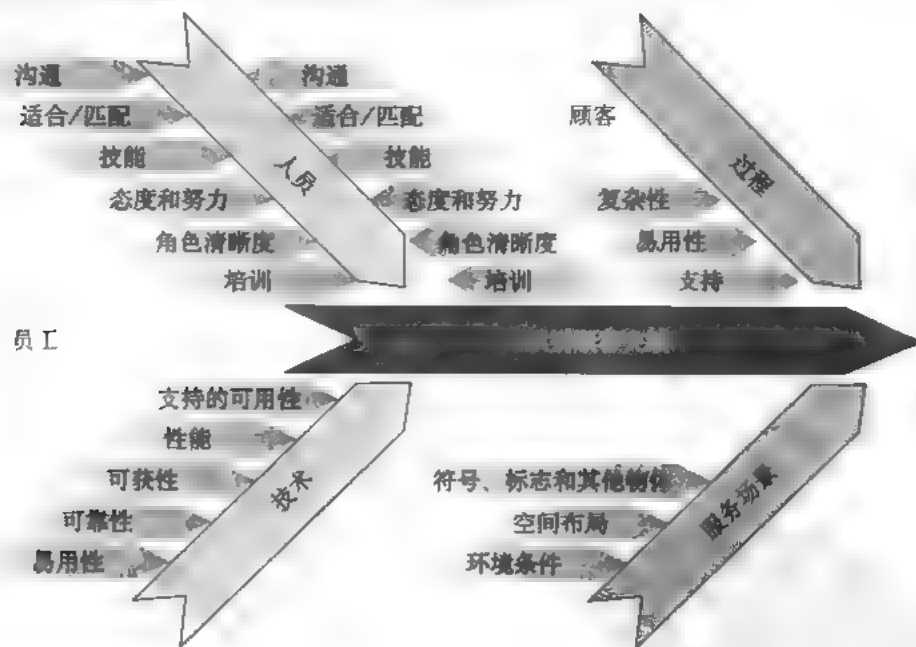 沟通 沟通
适合/匹配 适合/匹配 顾客
技能 技能
人员 过程
态度和努力 态度和努力 复杂性
角色清晰度 角色清晰度 易用性
培训 培训 支持
员工
支持的可用性
性能
可获性 符号、标志和其他物体
技术 服务场景
可靠性 空间布局
易用性 环境条件